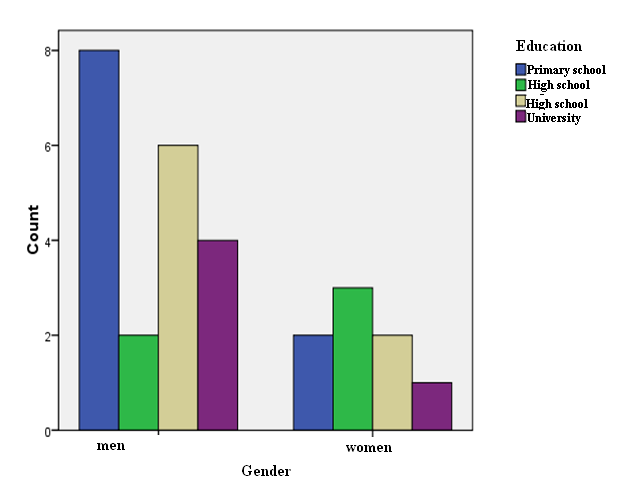 Education
Primary school
High school
High school
University
Count
8
6
4
2
0
men
women
Gender